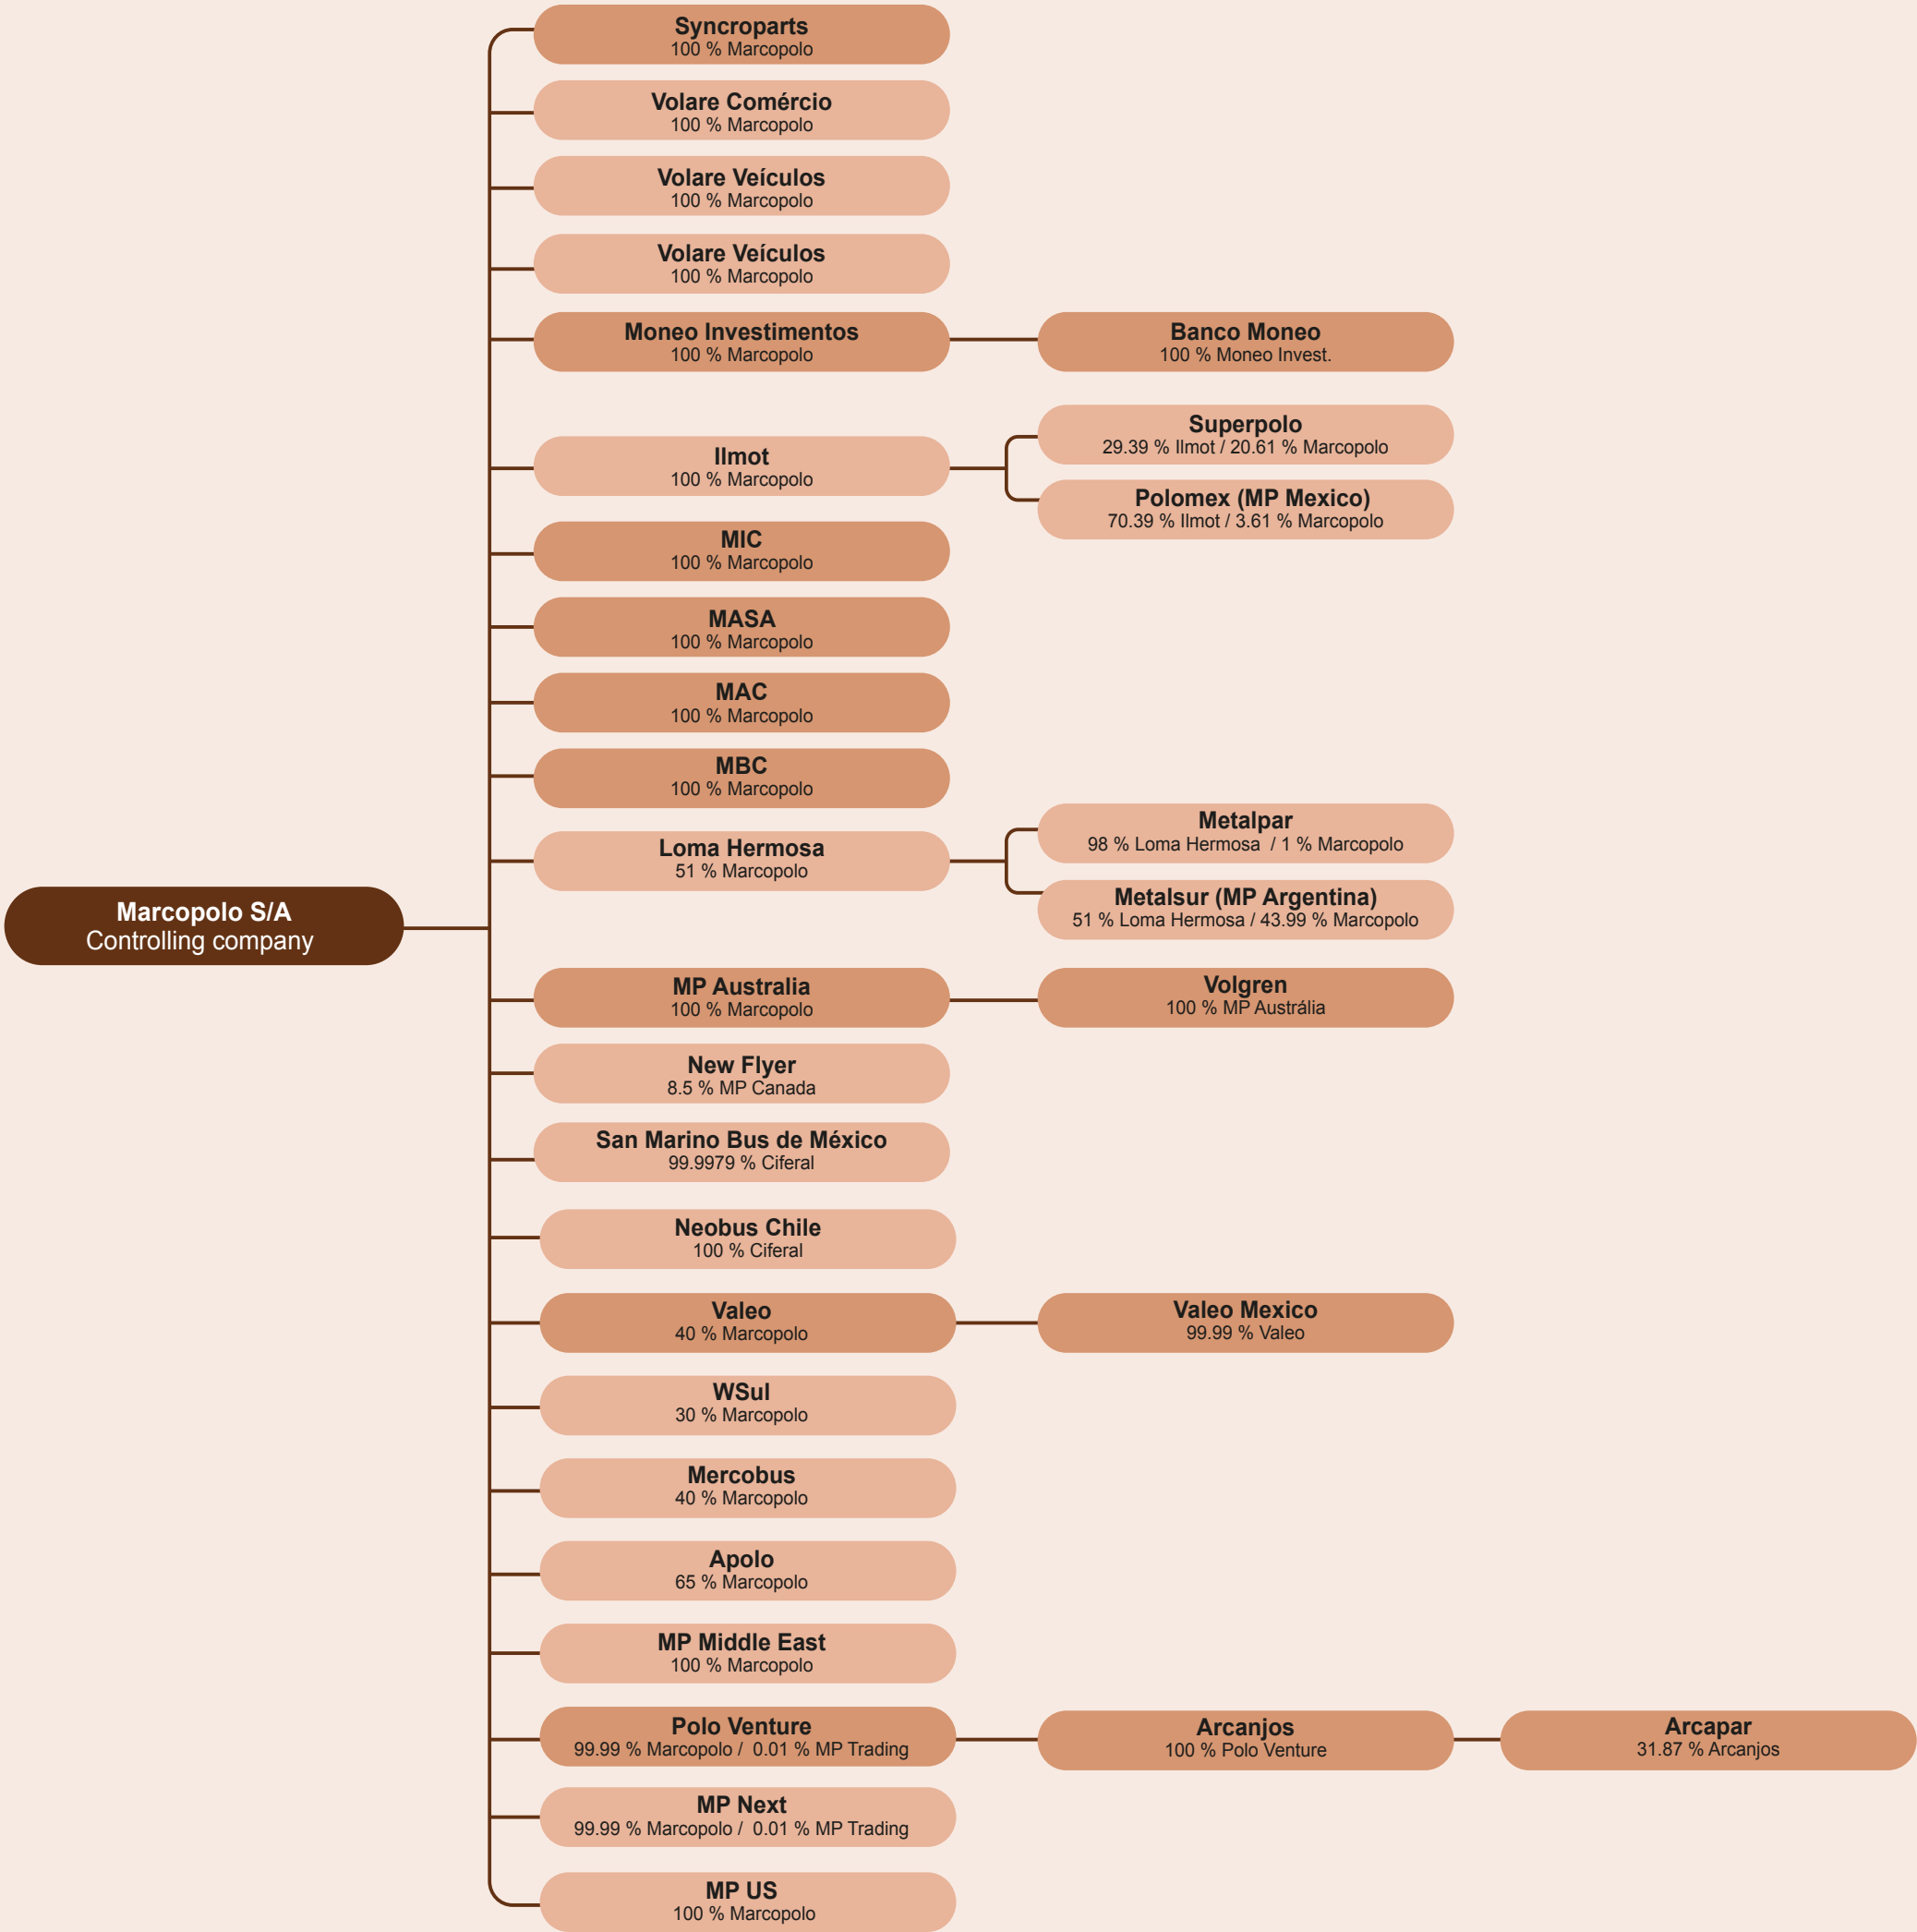 Marcopolo S/A
Controlling company
Syncroparts
100 % Marcopolo
Volare Comércio
100 % Marcopolo
Volare Veículos
100 % Marcopolo
Volare Veículos
100 % Marcopolo
Moneo Investimentos
100 % Marcopolo
Banco Moneo
100 % Moneo Invest.
Ilmot
100 % Marcopolo
Superpolo
29.39 % Ilmot / 20.61 % Marcopolo
Polomex (MP Mexico)
70.39 % Ilmot / 3.61 % Marcopolo
MIC
100 % Marcopolo
MASA
100 % Marcopolo
MAC
100 % Marcopolo
MBC
100 % Marcopolo
Loma Hermosa
51 % Marcopolo
Metalpar
98 % Loma Hermosa / 1 % Marcopolo
Metalsur (MP Argentina)
51 % Loma Hermosa / 43.99 % Marcopolo
MP Australia
100 % Marcopolo
Volgren
100 % MP Austrália
New Flyer
8.5 % MP Canada
San Marino Bus de México
99.9979 % Ciferal
Neobus Chile
100 % Ciferal
Valeo
40 % Marcopolo
Valeo Mexico
99.99 % Valeo
WSul
30 % Marcopolo
Mercobus
40 % Marcopolo
Apolo
65 % Marcopolo
MP Middle East
100 % Marcopolo
Polo Venture
99.99 % Marcopolo / 0.01 % MP Trading
Arcanjos
100 % Polo Venture
Arcapar
31.87 % Arcanjos
MP Next
99.99 % Marcopolo / 0.01 % MP Trading
MP US
100 % Marcopolo